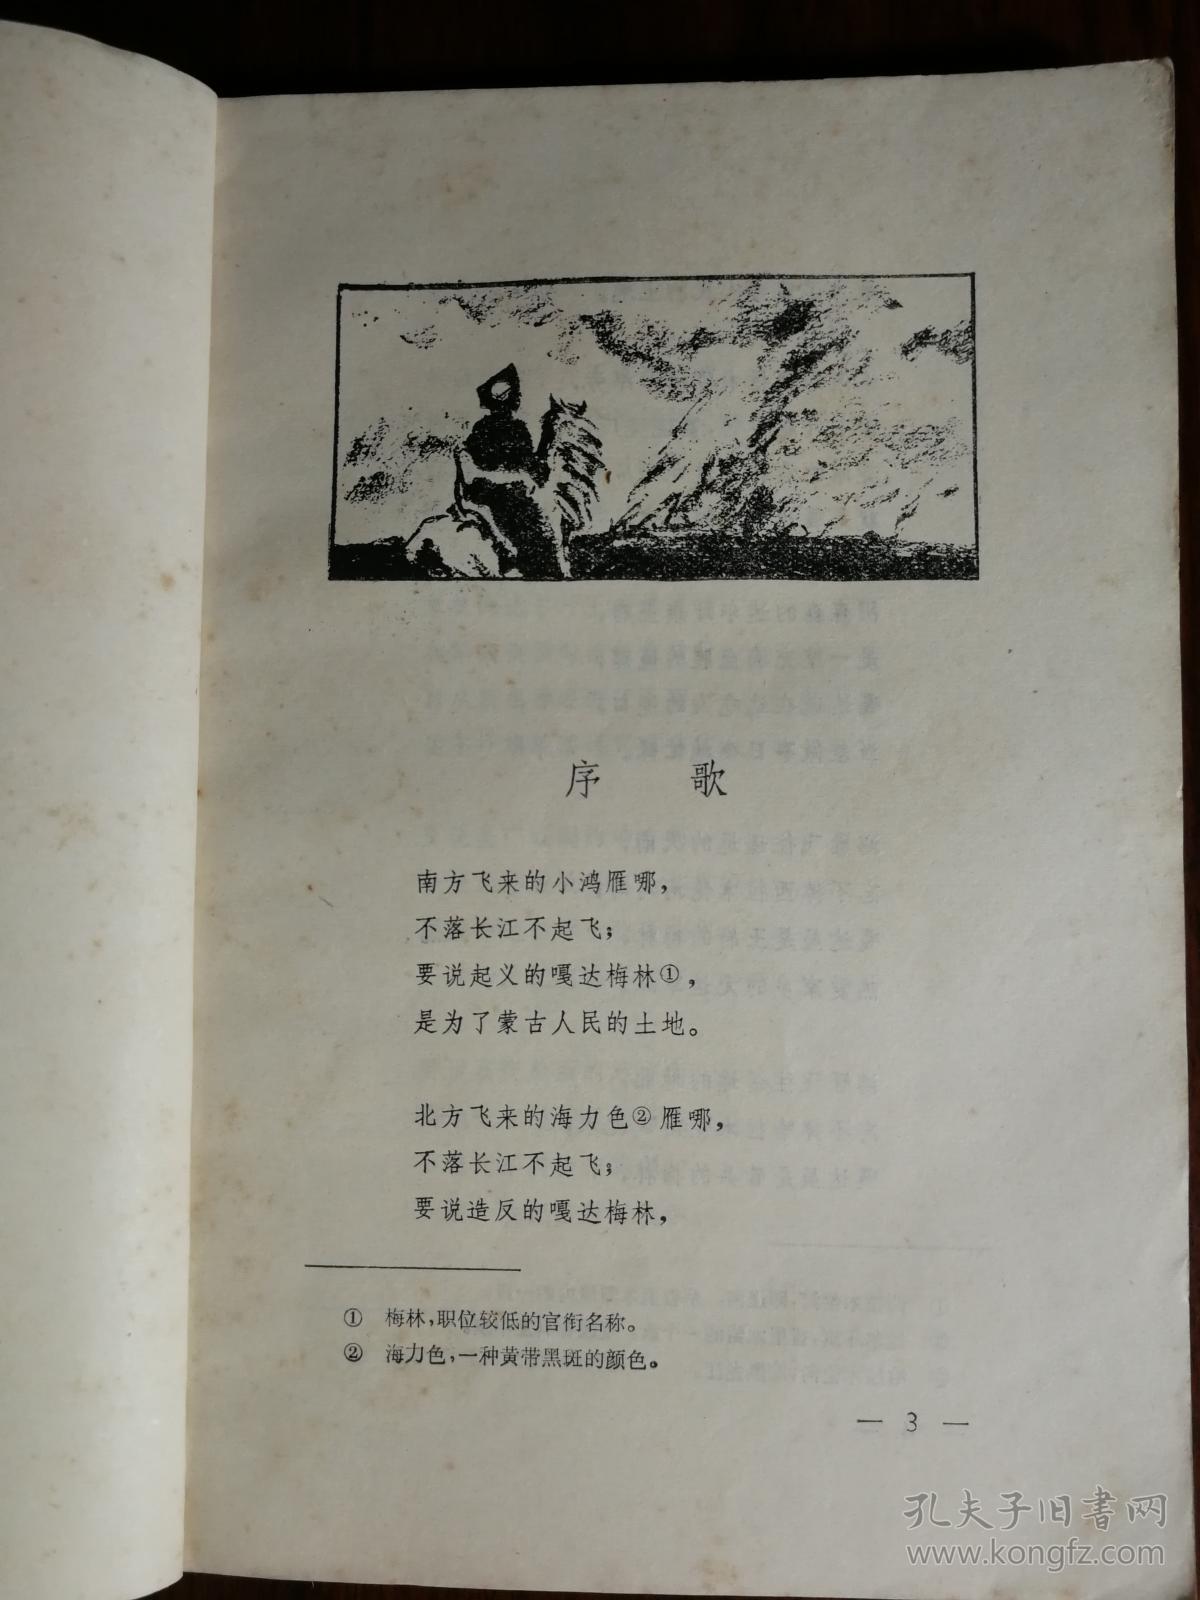 序 歌
南方飞来的小鸿雁哪，
不落长江不起飞；
要说起义的嘎达梅林①，
是为了蒙古人民的土地。
北方飞来的海力色②雁哪，
不落长江不起飞；
要说造反的嘎达梅林，
① 梅林，职位较低的官衔名称。
② 海力色，一种黄带黑斑的颜色。
— 3 —
孔夫子旧书网
www.kongfz.com